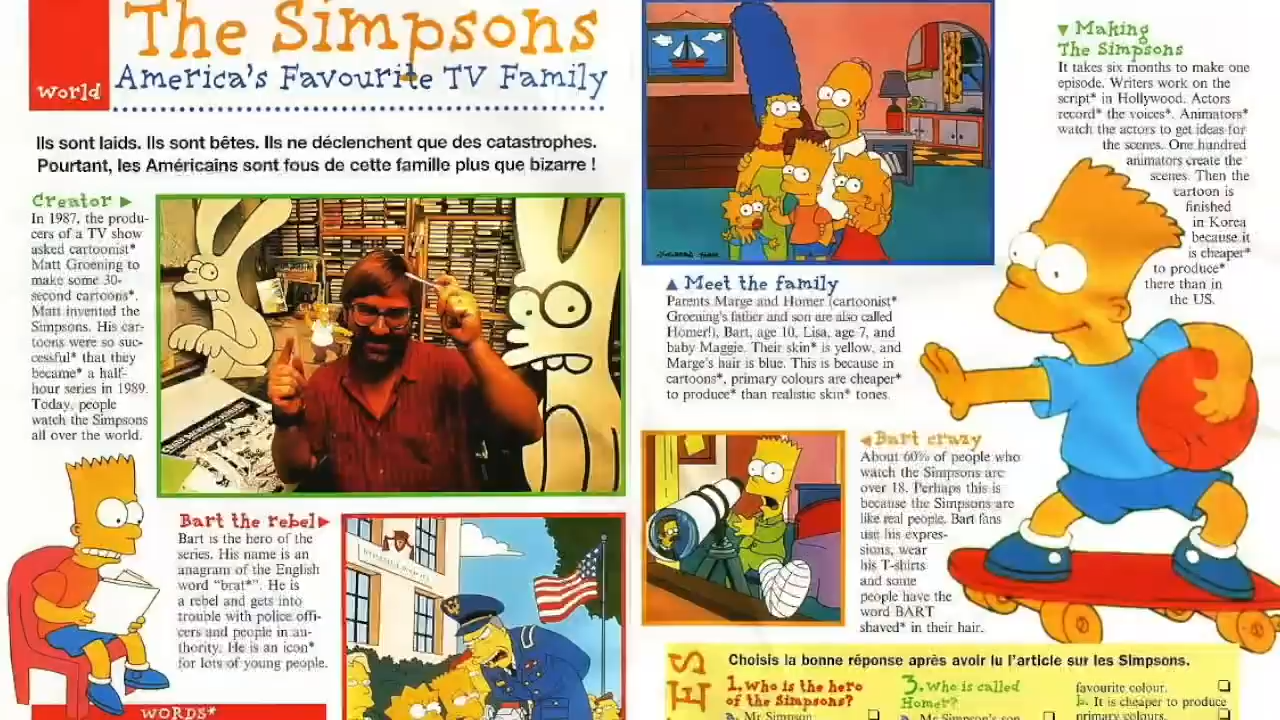 The Simpsons
world
America's Favourite TV Family
Ils sont laids. Ils sont bêtes. Ils ne déclenchent que des catastrophes.
Pourtant, les Américains sont fous de cette famille plus que bizarre !
Creator ▶
In 1987, the produ-
cers of a TV show
asked cartoonist*
Matt Groening to
make some 30-
second cartoons*.
Matt invented the
Simpsons. His car-
toons were so suc-
cessful* that they
became* a half-
hour series in 1989.
Today, people
watch the Simpsons
all over the world.
Bart the rebel ▶
Bart is the hero of the
series. His name is an
anagram of the English
word "brat*". He is
a rebel and gets into
trouble with police offi-
cers and people in au-
thority. He is an icon*
for lots of young people.
WORDS*
▲ Meet the family
Parents Marge and Homer (cartoonist*
Groening's father and son are also called
Homer!), Bart, age 10, Lisa, age 7, and
baby Maggie. Their skin* is yellow, and
Marge's hair is blue. This is because in
cartoons*, primary colours are cheaper*
to produce* than realistic skin* tones.
▼ Making
The Simpsons
It takes six months to make one
episode. Writers work on the
script* in Hollywood. Actors
record* the voices*. Animators*
watch the actors to get ideas for
the scenes. One hundred
animators create the
scenes. Then the
cartoon is
finished
in Korea
because it
is cheaper*
to produce*
there than in
the US.
◀ Bart crazy
About 60% of people who
watch the Simpsons are
over 18. Perhaps this is
because the Simpsons are
like real people. Bart fans
use his expres-
sions, wear
his T-shirts
and some
people have the
word BART
shaved* in their hair.
Choisis la bonne réponse après avoir lu l'article sur les Simpsons.
1. Who is the hero
of the Simpsons?
a. Mr Simpson
3. Who is called
Homer?
a. Mr Simpson's son
favourite colour.
b. It is cheaper to produce
primary colours.